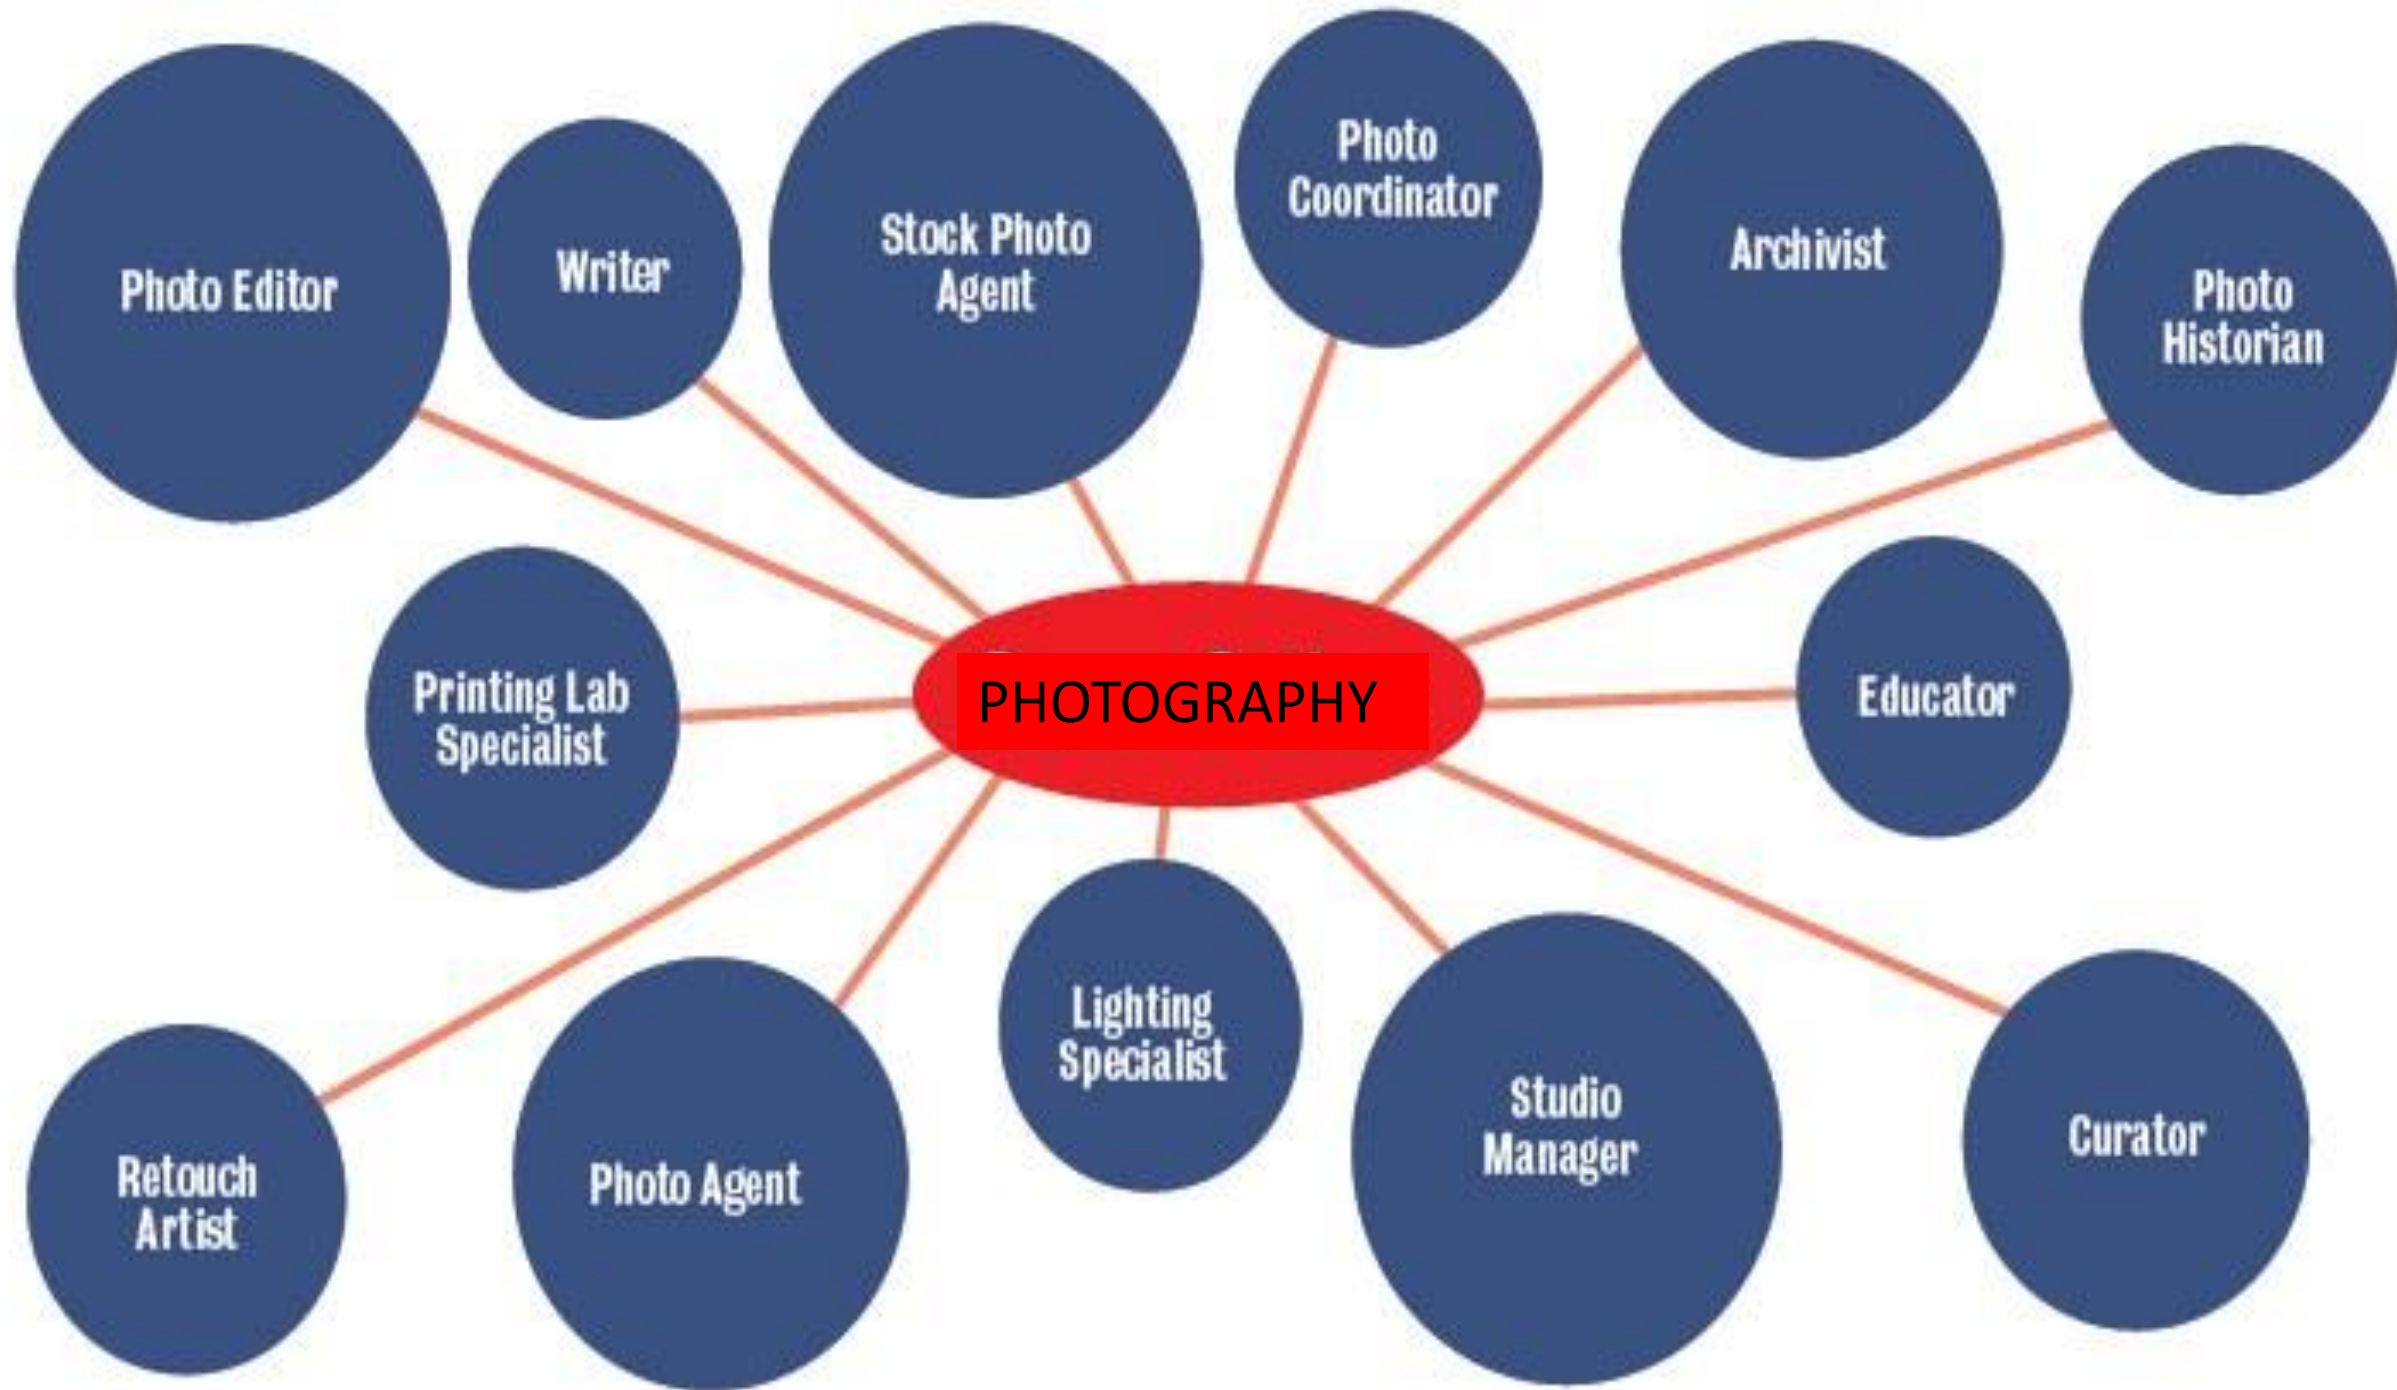 Photo Editor
Writer
Stock Photo
Agent
Photo
Coordinator
Archivist
Photo
Historian
Printing Lab
Specialist
PHOTOGRAPHY
Educator
Retouch
Artist
Photo Agent
Lighting
Specialist
Studio
Manager
Curator